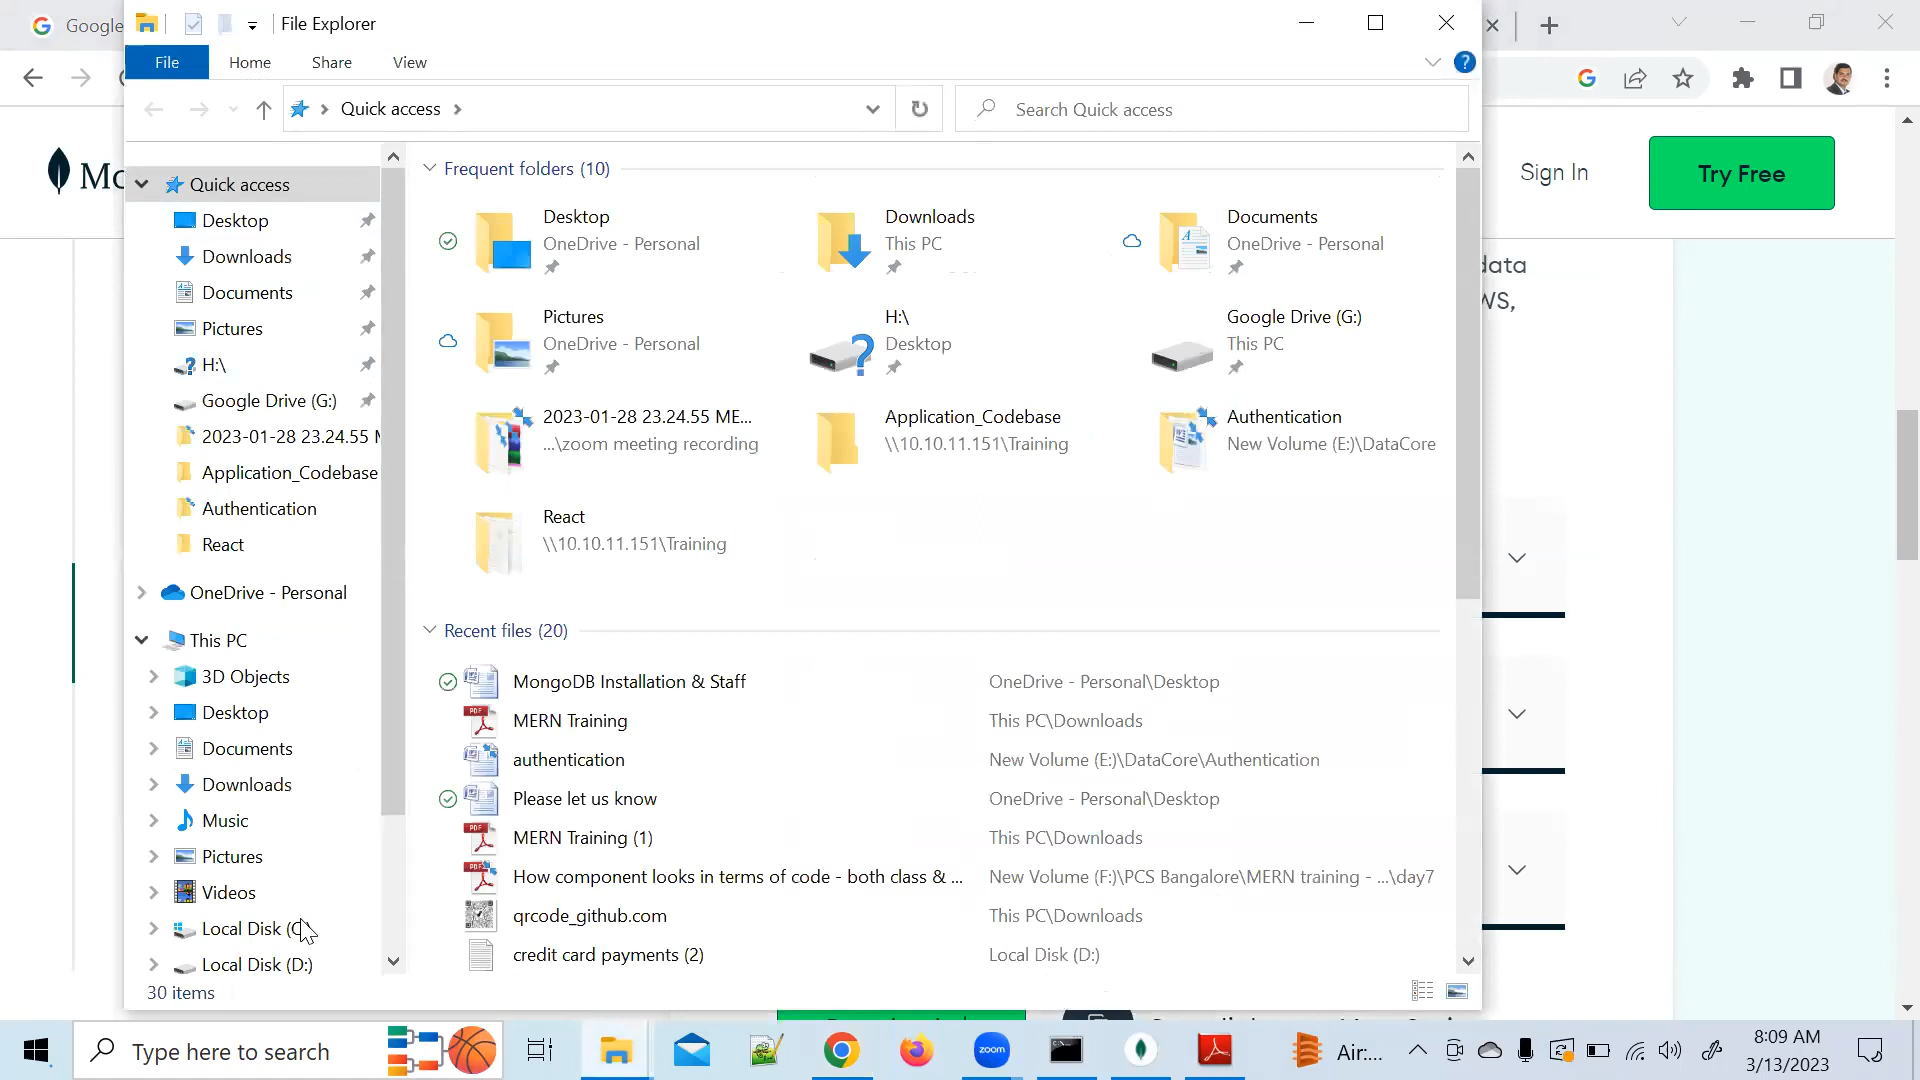 Google
File Explorer
File
Home
Share
View
Quick access
Search Quick access
Sign In
Try Free
Quick access
Desktop
Downloads
Documents
Pictures
H:\
Google Drive (G:)
2023-01-28 23.24.55 M
Application_Codebase
Authentication
React
OneDrive - Personal
This PC
3D Objects
Desktop
Documents
Downloads
Music
Pictures
Videos
Local Disk (C
Local Disk (D:)
30 items
Frequent folders (10)
Desktop
OneDrive - Personal
Downloads
This PC
Documents
OneDrive - Personal
Pictures
OneDrive - Personal
H:\
Desktop
Google Drive (G:)
This PC
2023-01-28 23.24.55 ME...
...\zoom meeting recording
Application_Codebase
\\10.10.11.151\Training
Authentication
New Volume (E:)\DataCore
React
\\10.10.11.151\Training
Recent files (20)
MongoDB Installation & Staff OneDrive - Personal\Desktop
MERN Training This PC\Downloads
authentication New Volume (E:)\DataCore\Authentication
Please let us know OneDrive - Personal\Desktop
MERN Training (1) This PC\Downloads
How component looks in terms of code - both class & ... New Volume (F:)\PCS Bangalore\MERN training - ...\day7
qrcode_github.com This PC\Downloads
credit card payments (2) Local Disk (D:)
data
WS,
Type here to search
zoom
Air:...
8:09 AM
3/13/2023